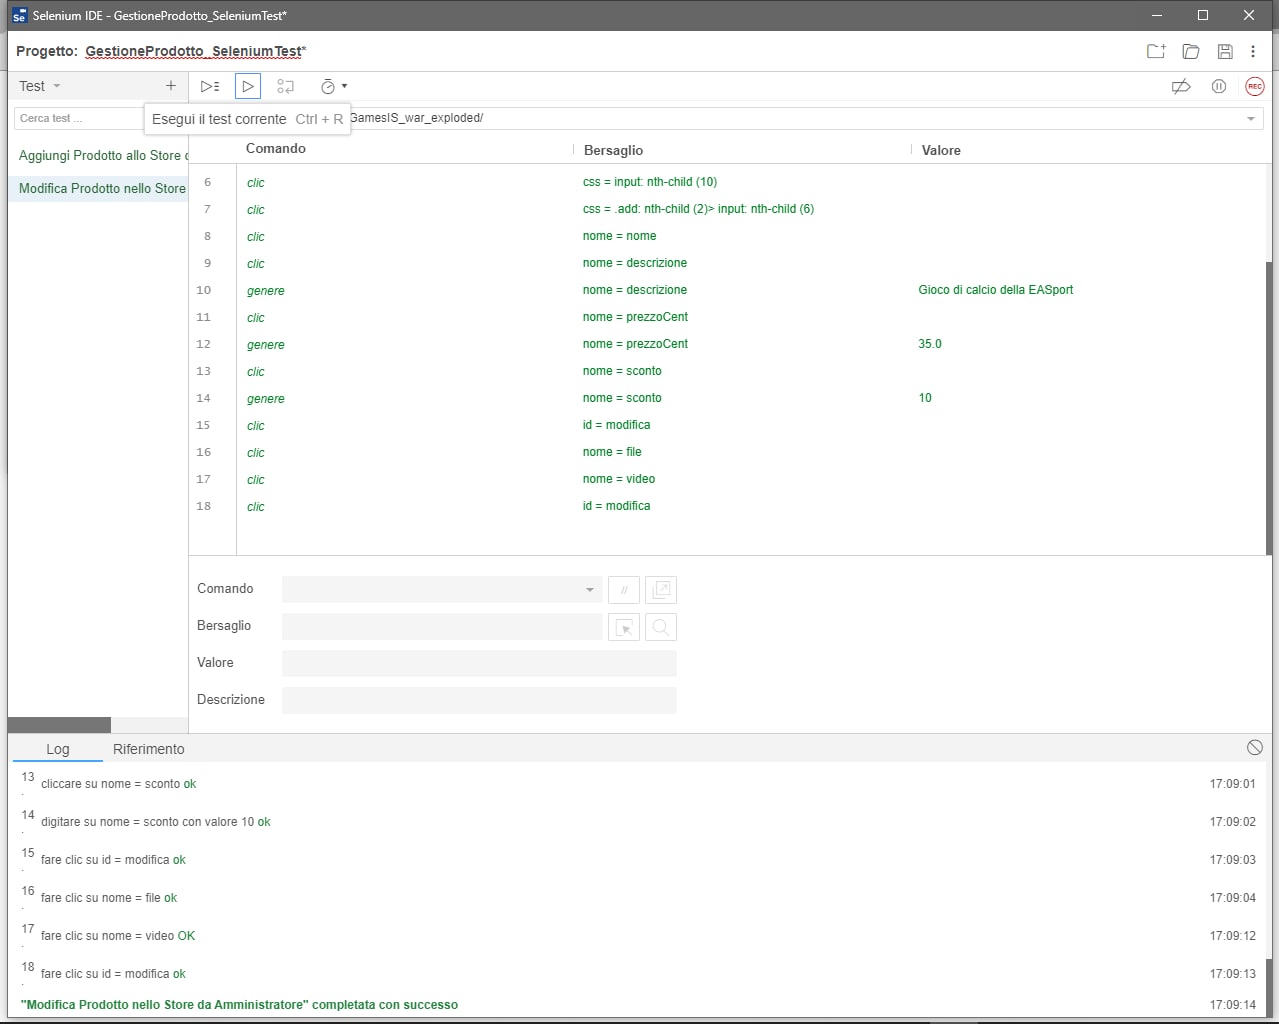 Selenium IDE - GestioneProdotto_SeleniumTest*
Progetto: GestioneProdotto_SeleniumTest*
Test
Cerca test ...
Esegui il test corrente Ctrl + R
GamesIS_war_exploded/
Aggiungi Prodotto allo Store d
Modifica Prodotto nello Store
Comando Bersaglio Valore
6 clic css = input: nth-child (10)
7 clic css = .add: nth-child (2)> input: nth-child (6)
8 clic nome = nome
9 clic nome = descrizione
10 genere nome = descrizione Gioco di calcio della EASport
11 clic nome = prezzoCent
12 genere nome = prezzoCent 35.0
13 clic nome = sconto
14 genere nome = sconto 10
15 clic id = modifica
16 clic nome = file
17 clic nome = video
18 clic id = modifica
Comando //
Bersaglio
Valore
Descrizione
Log Riferimento
13. cliccare su nome = sconto ok 17:09:01
14. digitare su nome = sconto con valore 10 ok 17:09:02
15. fare clic su id = modifica ok 17:09:03
16. fare clic su nome = file ok 17:09:04
17. fare clic su nome = video OK 17:09:12
18. fare clic su id = modifica ok 17:09:13
"Modifica Prodotto nello Store da Amministratore" completata con successo 17:09:14
Se
REC